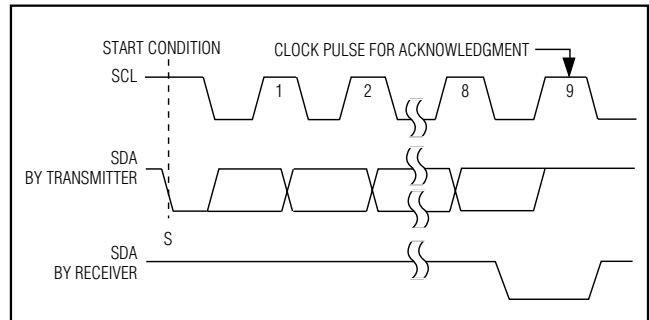 START CONDITION
CLOCK PULSE FOR ACKNOWLEDGMENT
SCL
1
2
8
9
SDA
BY TRANSMITTER
S
SDA
BY RECEIVER